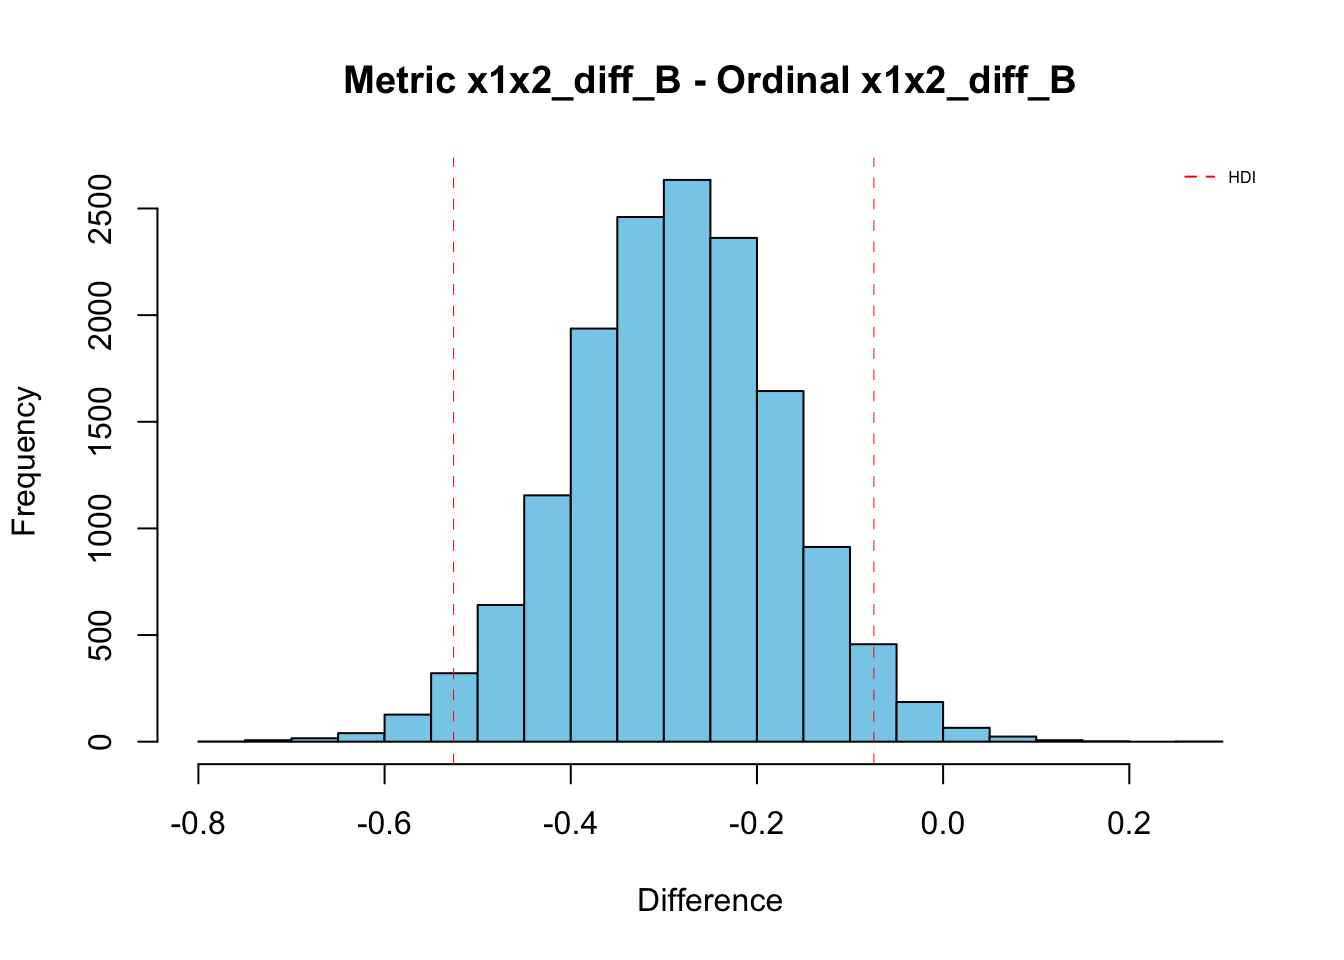 Metric x1x2_diff_B - Ordinal x1x2_diff_B
HDI
Frequency
2500
2000
1500
1000
500
0
-0.8 -0.6 -0.4 -0.2 0.0 0.2
Difference